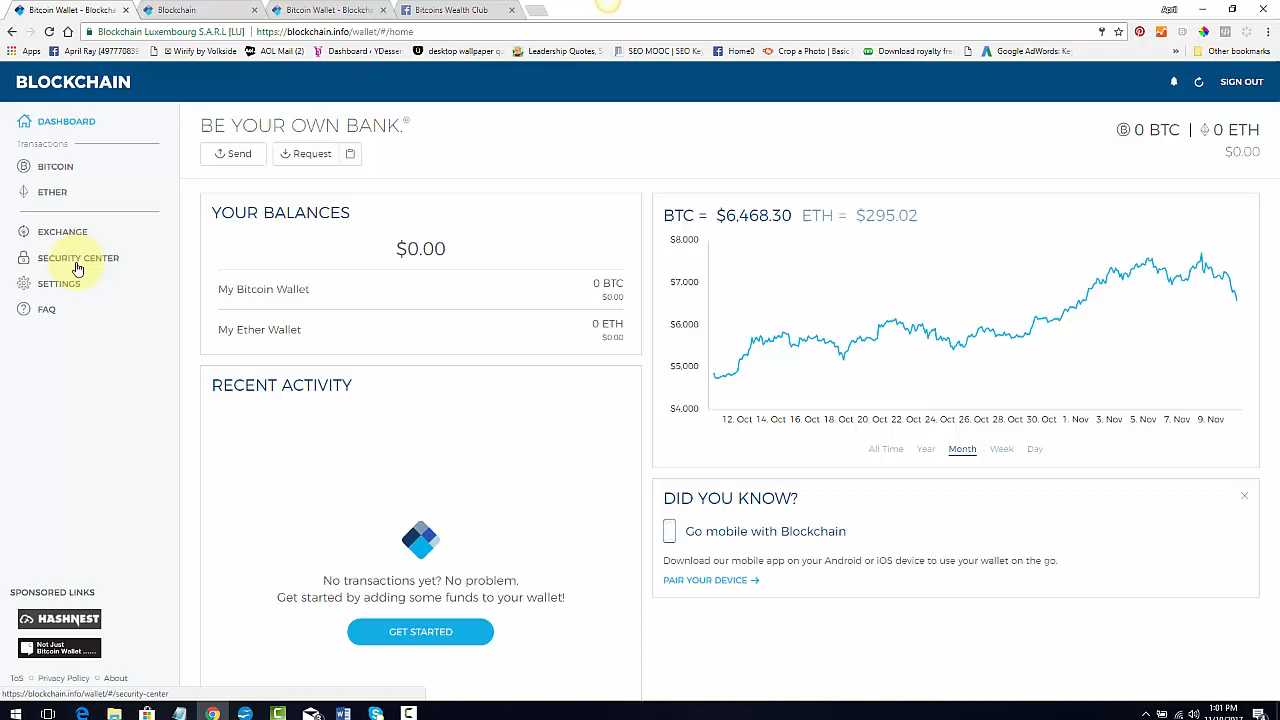 Bitcoin Wallet - Blockcha
Blockchain
Bitcoin Wallet - Blockcha
Bitcoins Wealth Club
April
Blockchain Luxembourg S.A.R.L [LU]
https://blockchain.info/wallet/#/home
Apps
April Ray (497770839
Wirify by Volkside
AOL Mail (2)
Dashboard ‹ YDesser
desktop wallpaper q
Leadership Quotes, S
SEO MOOC | SEO Ke
Home0
Crop a Photo | Basic
Download royalty fre
Google AdWords: Ke
»
Other bookmarks
BLOCKCHAIN
SIGN OUT
DASHBOARD
Transactions
BITCOIN
ETHER
EXCHANGE
SECURITY CENTER
SETTINGS
FAQ
BE YOUR OWN BANK.®
0 BTC | 0 ETH
$0.00
Send
Request
YOUR BALANCES
$0.00
My Bitcoin Wallet
0 BTC
$0.00
My Ether Wallet
0 ETH
$0.00
BTC = $6,468.30 ETH = $295.02
$8,000
$7,000
$6,000
$5,000
$4,000
12. Oct 14. Oct 16. Oct 18. Oct 20. Oct 22. Oct 24. Oct 26. Oct 28. Oct 30. Oct 1. Nov 3. Nov 5. Nov 7. Nov 9. Nov
All Time Year Month Week Day
RECENT ACTIVITY
No transactions yet? No problem.
Get started by adding some funds to your wallet!
GET STARTED
DID YOU KNOW?
Go mobile with Blockchain
Download our mobile app on your Android or iOS device to use your wallet on the go.
PAIR YOUR DEVICE →
SPONSORED LINKS
HASHNEST
Not Just
Bitcoin Wallet ......
ToS Privacy Policy About
https://blockchain.info/wallet/#/security-center
1:01 PM